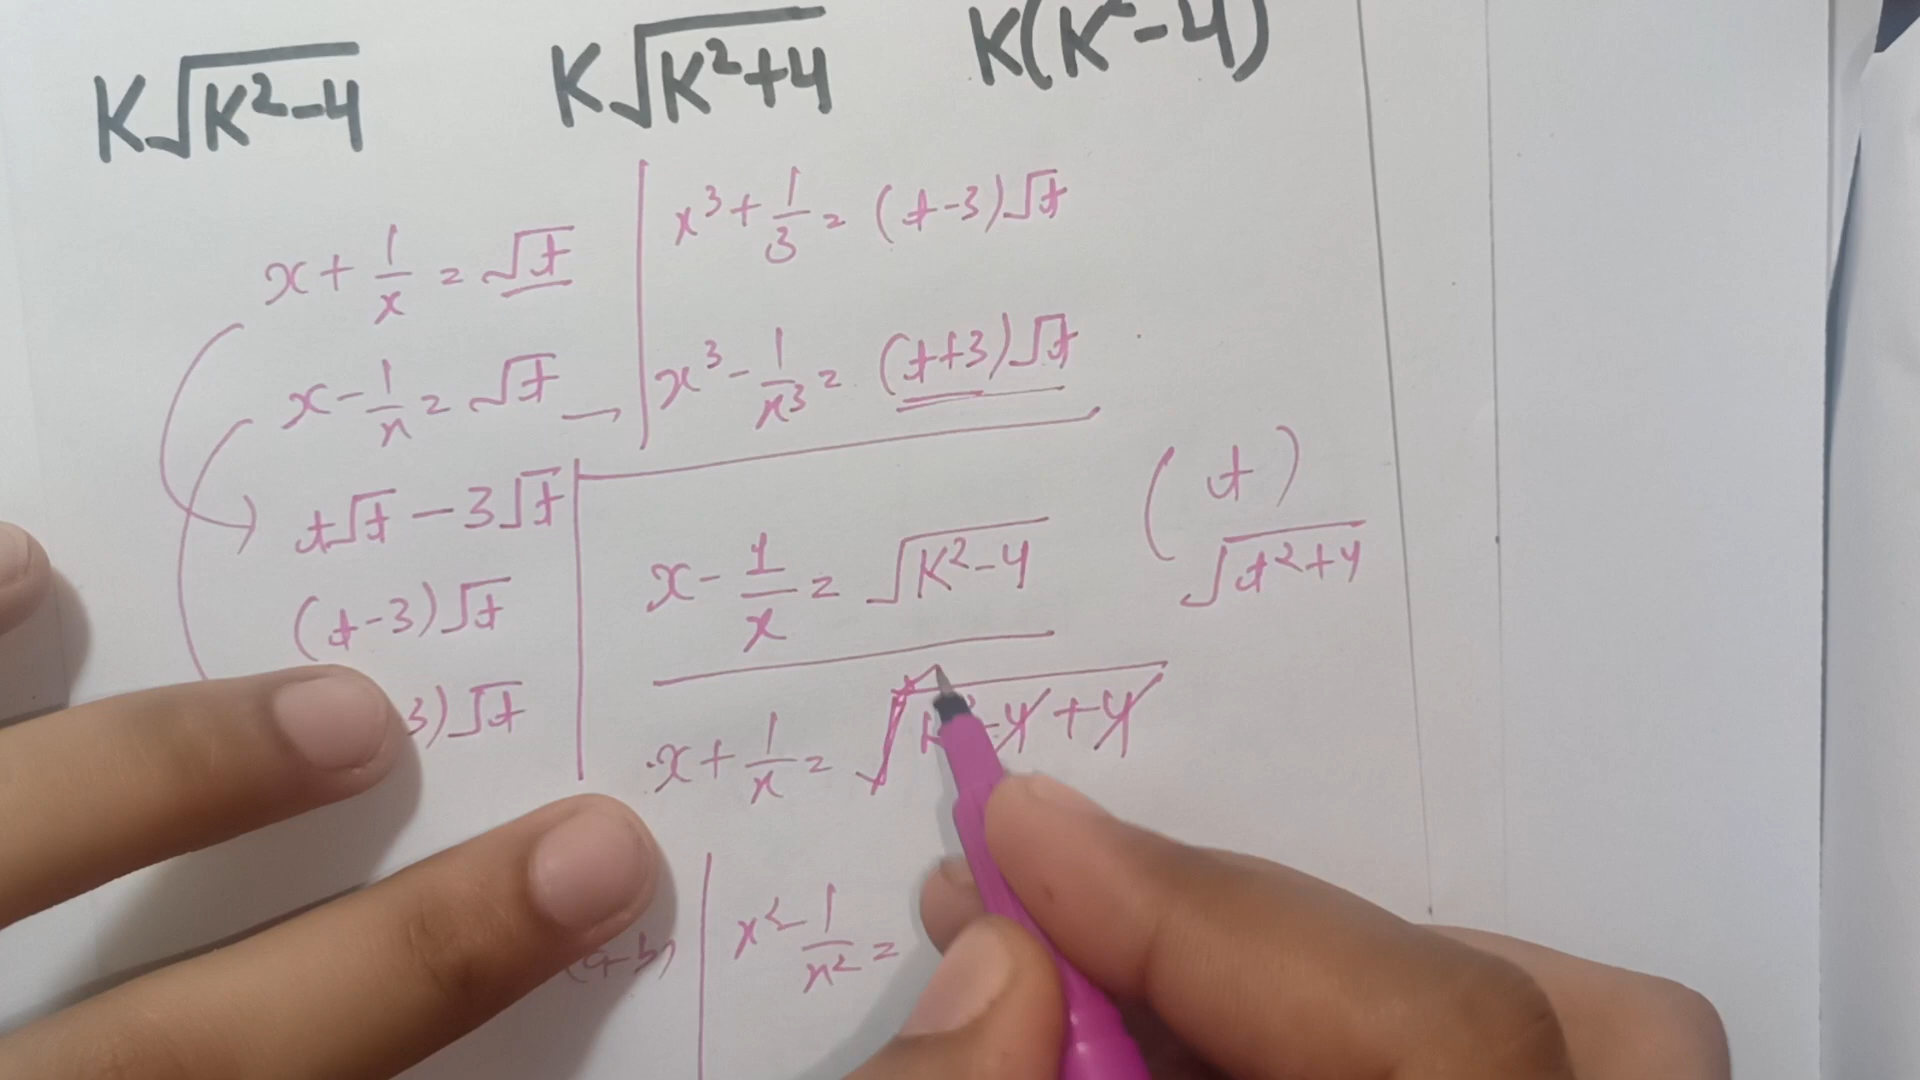 K√(K²-4) K√(K²+4) K(K²-4)
x + 1/x = √t
x - 1/x = √t →
t√t - 3√t
(t-3)√t
3)√t
x³ + 1/3 = (t-3)√t
x³ - 1/x³ = (t+3)√t
x - 1/x = √(K²-4)
(t)
√(t²+4)
x + 1/x = √(K²-4+4)
(a-b)
x² - 1/x² =